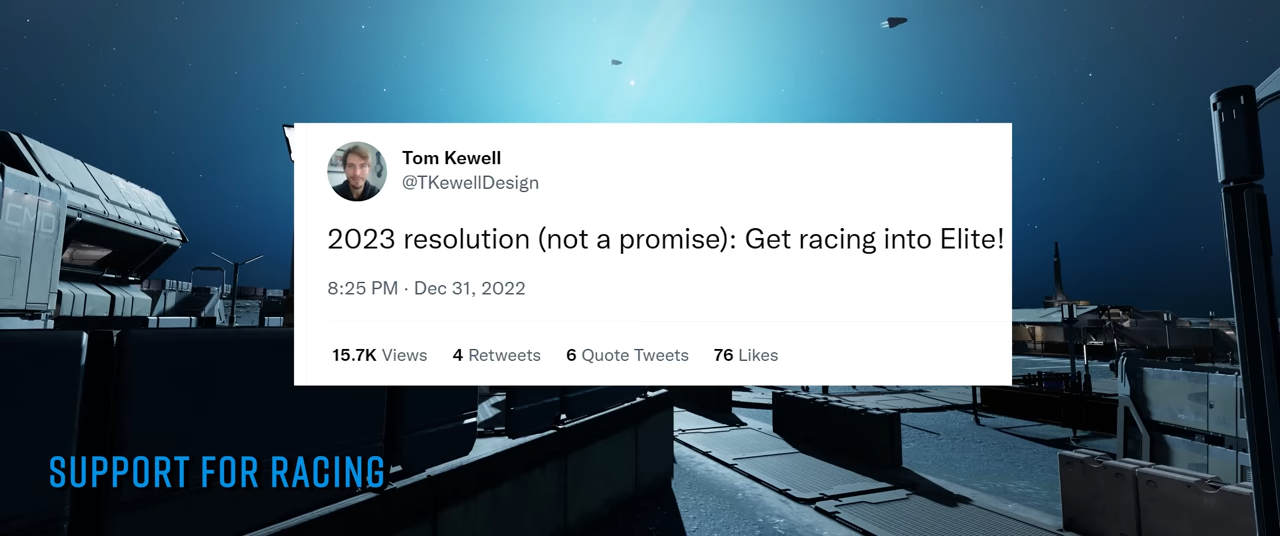 CMD
Tom Kewell
@TKewellDesign
2023 resolution (not a promise): Get racing into Elite!
8:25 PM · Dec 31, 2022
15.7K Views 4 Retweets 6 Quote Tweets 76 Likes
SUPPORT FOR RACING